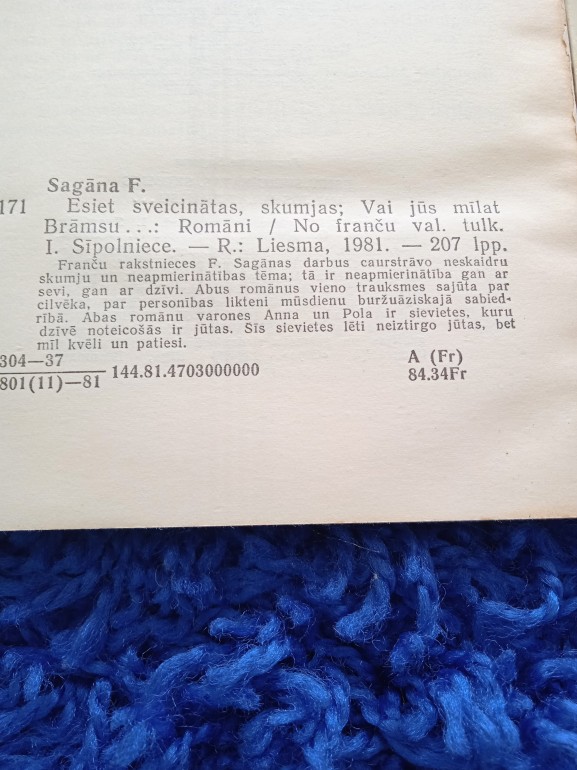 Sagāna F.
171 Esiet sveicinātas, skumjas; Vai jūs mīlat
Brāmsu...: Romāni / No franču val. tulk.
I. Sīpolniece. — R.: Liesma, 1981. — 207 lpp.
Franču rakstnieces F. Sagānas darbus caurstrāvo neskaidru
skumju un neapmierinātības tēma; tā ir neapmierinātība gan ar
sevi, gan ar dzīvi. Abus romānus vieno trauksmes sajūta par
cilvēka, par personības likteni mūsdienu buržuāziskajā sabied-
rībā. Abas romānu varones Anna un Pola ir sievietes, kuru
dzīvē noteicošās ir jūtas. Šīs sievietes lēti neiztirgo jūtas, bet
mīl kvēli un patiesi.
304—37
801(11)—81 144.81.4703000000
A (Fr)
84.34Fr